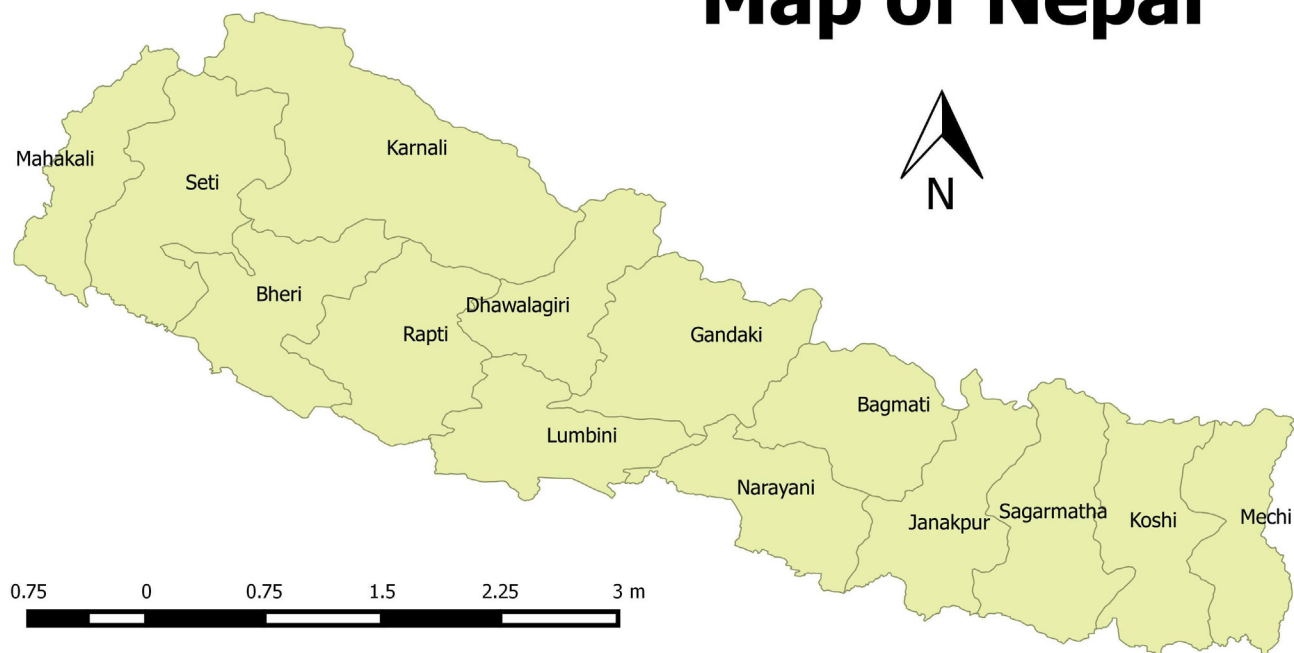 Map of Nepal
Mahakali
Karnali
Seti
N
Bheri
Dhawalagiri
Rapti
Gandaki
Bagmati
Lumbini
Narayani
Sagarmatha
Janakpur
Koshi
Mechi
0.75 0 0.75 1.5 2.25 3 m